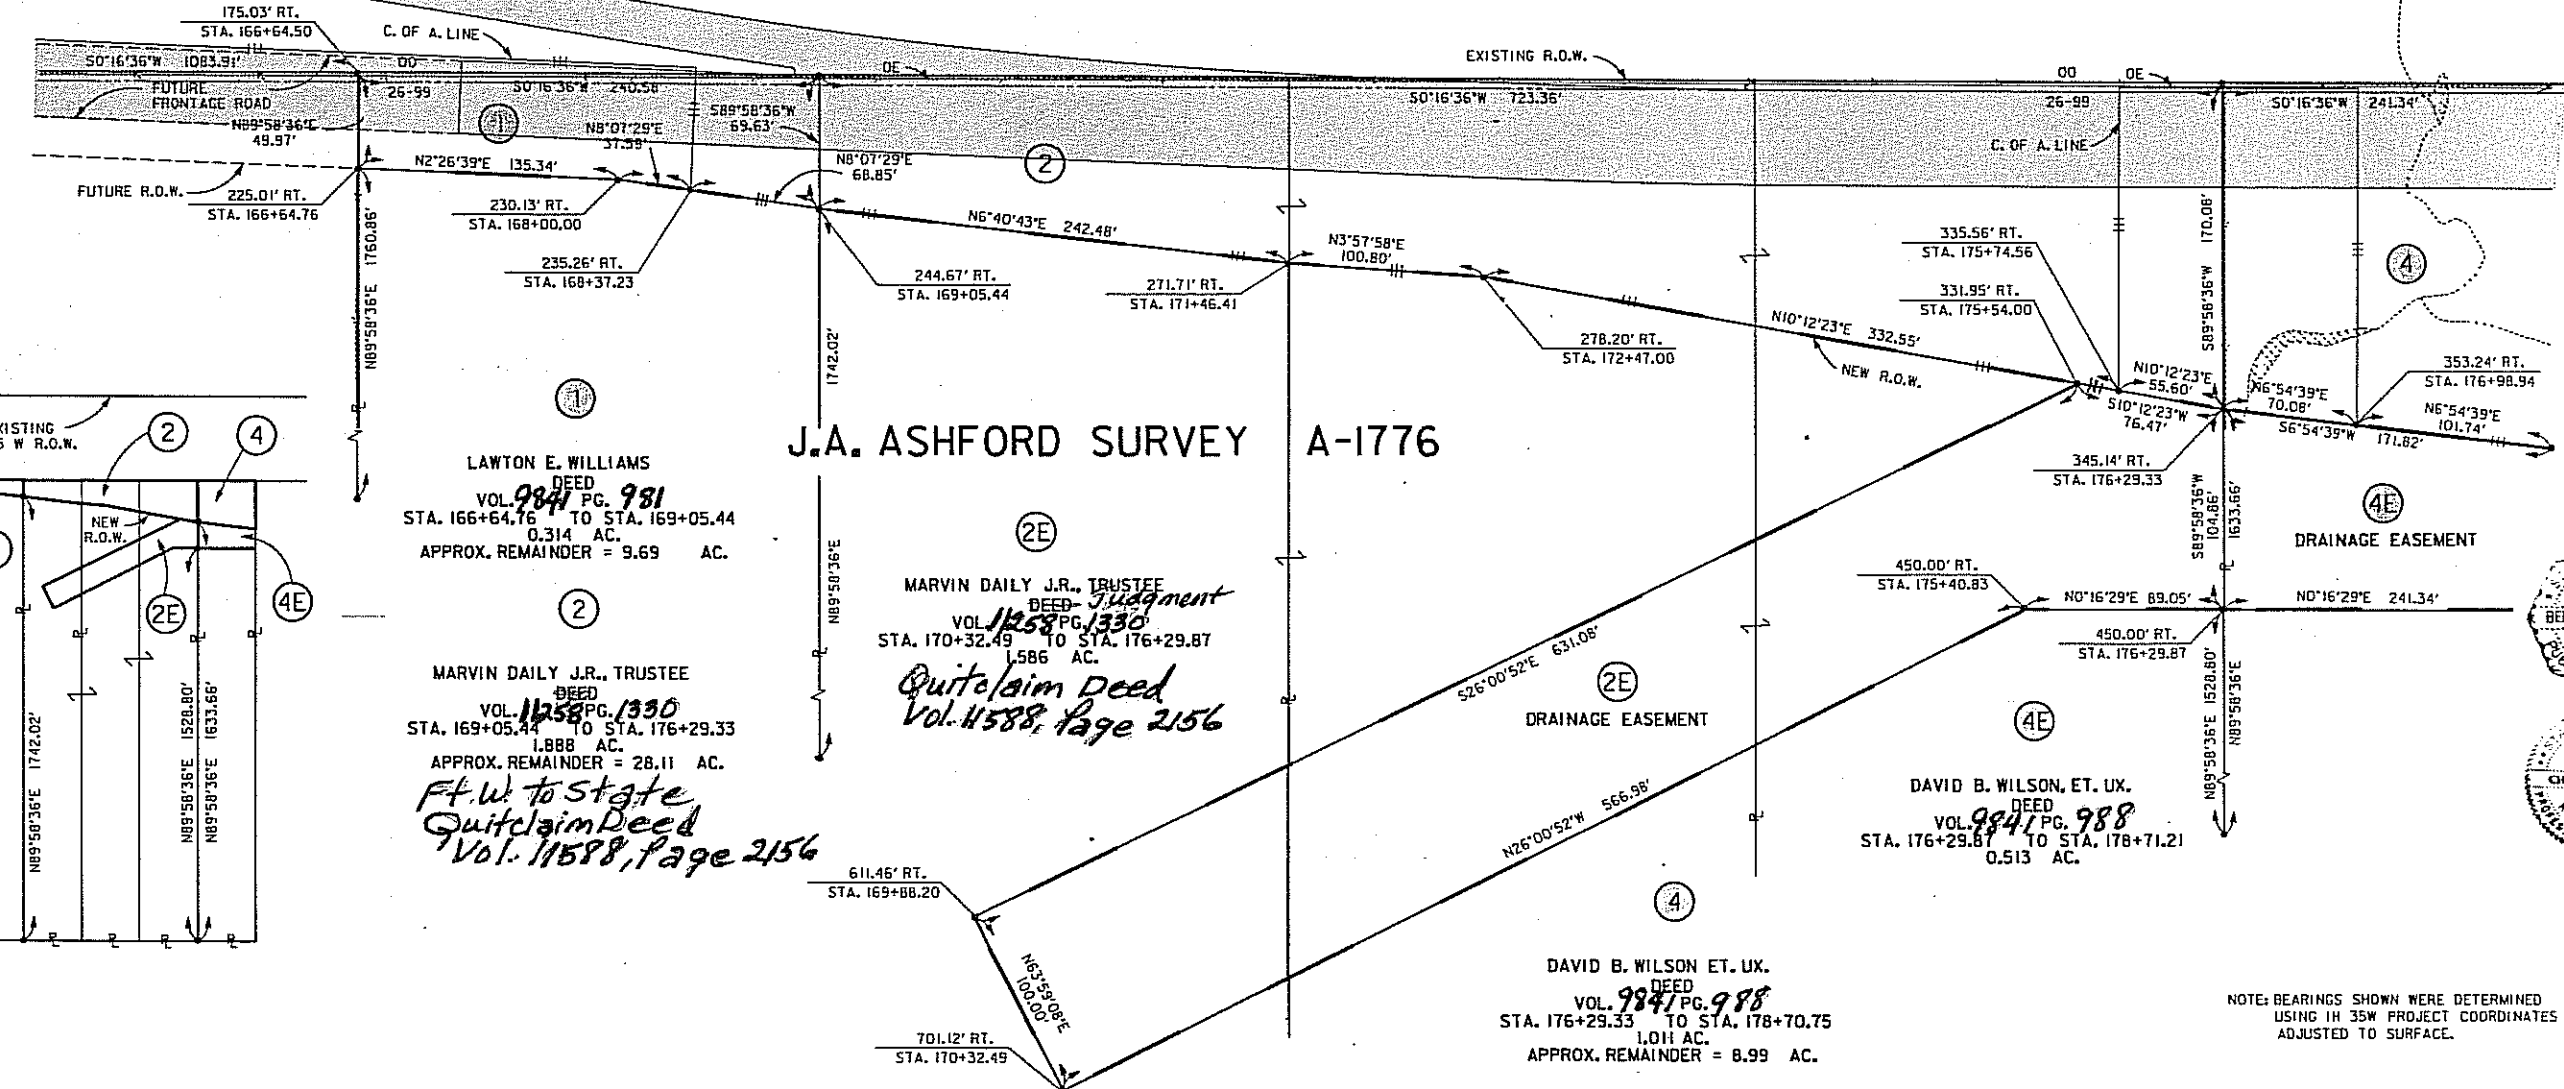 175.03' RT.
STA. 166+64.50
C. OF A. LINE
EXISTING R.O.W.
S0°16'36"W 1083.91'
OO
OE
OO
OE
FUTURE
FRONTAGE ROAD
26-99
S0°16'36"W 240.58'
S89°58'36"W
69.63'
S0°16'36"W 723.36'
26-99
S0°16'36"W 241.34'
N89°58'36"E
49.97'
1
N8°07'29"E
37.59'
C. OF A. LINE
N2°26'39"E 135.34'
N8°07'29"E
68.85'
2
FUTURE R.O.W.
225.01' RT.
STA. 166+64.76
230.13' RT.
STA. 168+00.00
N6°40'43"E 242.48'
N3°57'58"E
100.80'
335.56' RT.
STA. 175+74.56
S89°58'36"W 170.08'
4
235.26' RT.
STA. 168+37.23
244.67' RT.
STA. 169+05.44
271.71' RT.
STA. 171+46.41
331.95' RT.
STA. 175+54.00
N89°58'36"E 1760.86'
1742.02'
278.20' RT.
STA. 172+47.00
N10°12'23"E 332.55'
NEW R.O.W.
N10°12'23"E
55.60'
S10°12'23"W
76.47'
N6°54'39"E
70.08'
353.24' RT.
STA. 176+98.94
N6°54'39"E
101.74'
S6°54'39"W 171.82'
W R.O.W.
2
4
1
J.A. ASHFORD SURVEY A-1776
345.14' RT.
STA. 176+29.33
LAWTON E. WILLIAMS
DEED
VOL. 9841 PG. 981
STA. 166+64.76 TO STA. 169+05.44
0.314 AC.
APPROX. REMAINDER = 9.69 AC.
NEW
R.O.W.
2E
4E
2E
S89°58'36"W
104.86'
1633.66'
4E
DRAINAGE EASEMENT
N89°58'36"E
MARVIN DAILY J.R., TRUSTEE
DEED- Judgment
VOL. 11258 PG. 1330
STA. 170+32.49 TO STA. 176+29.87
1.586 AC.
Quitclaim Deed
Vol. 11588, Page 2156
450.00' RT.
STA. 175+40.83
N0°16'29"E 89.05'
N0°16'29"E 241.34'
450.00' RT.
STA. 176+29.87
2
MARVIN DAILY J.R., TRUSTEE
DEED
VOL. 11258 PG. 1330
STA. 169+05.44 TO STA. 176+29.33
1.888 AC.
APPROX. REMAINDER = 28.11 AC.
Ft.W. to State
Quitclaim Deed
Vol. 11588, Page 2156
S26°00'52"E 631.08'
2E
DRAINAGE EASEMENT
N26°00'52"W 566.98'
4E
DAVID B. WILSON, ET. UX.
DEED
VOL. 9841 PG. 988
STA. 176+29.87 TO STA. 178+71.21
0.513 AC.
N89°58'36"E 1528.80'
N89°58'36"E
N89°58'36"E 1742.02'
N89°58'36"E 1528.80'
N89°58'36"E 1633.66'
611.46' RT.
STA. 169+88.20
N63°59'08"E
100.00'
701.12' RT.
STA. 170+32.49
4
DAVID B. WILSON ET. UX.
DEED
VOL. 9841 PG. 988
STA. 176+29.33 TO STA. 178+70.75
1.011 AC.
APPROX. REMAINDER = 8.99 AC.
NOTE: BEARINGS SHOWN WERE DETERMINED
USING IH 35W PROJECT COORDINATES
ADJUSTED TO SURFACE.